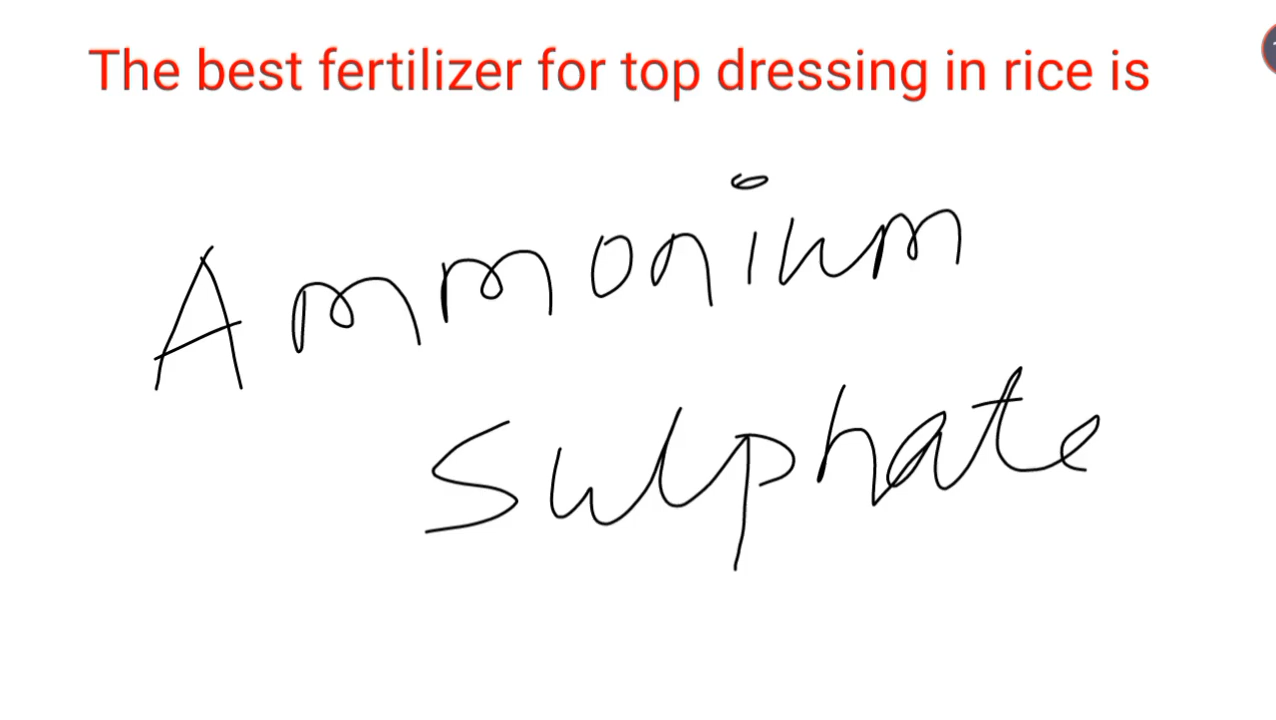 The best fertilizer for top dressing in rice is
Ammonium
Sulphate